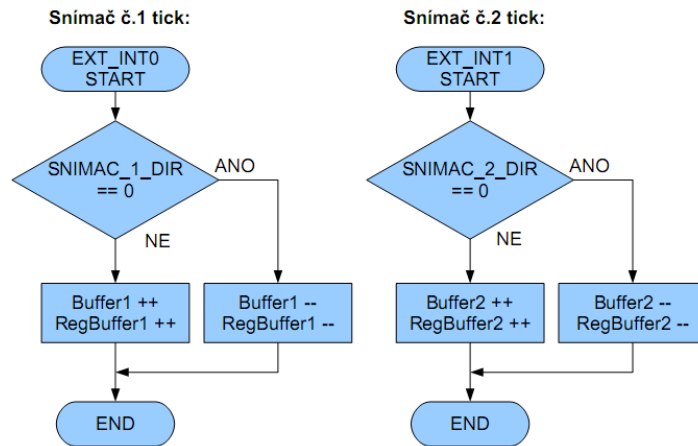 Snímač č.1 tick:
EXT_INT0
START
SNIMAC_1_DIR
== 0
ANO
NE
Buffer1 ++
RegBuffer1 ++
Buffer1 --
RegBuffer1 --
END
Snímač č.2 tick:
EXT_INT1
START
SNIMAC_2_DIR
== 0
ANO
NE
Buffer2 ++
RegBuffer2 ++
Buffer2 --
RegBuffer2 --
END